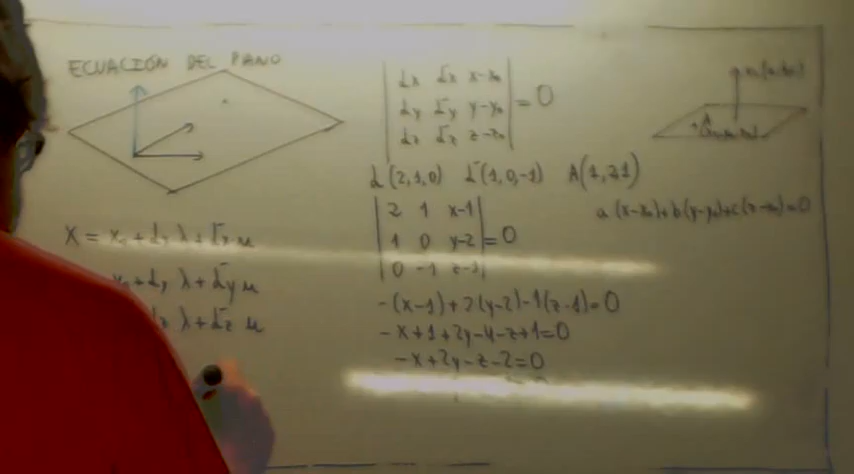 ECUACIÓN DEL PANO
X = x₀ + dx λ + d'x μ
+ dy λ + d'y μ
λ + d'z μ
| dx d'x x-x₀ |
| dy d'y y-y₀ | = 0
| dz d'z z-z₀ |
d (2,1,0) d' (1,0,-1) A (1,2,1)
| 2 1 x-1 |
| 1 0 y-2 | = 0
| 0 -1 z-1 |
-(x-1)+2(y-2)-1(z-1)=0
-x+1+2y-4-z+1=0
-x+2y-z-2=0
A
a(x-x₀)+b(y-y₀)+c(z-z₀)=0